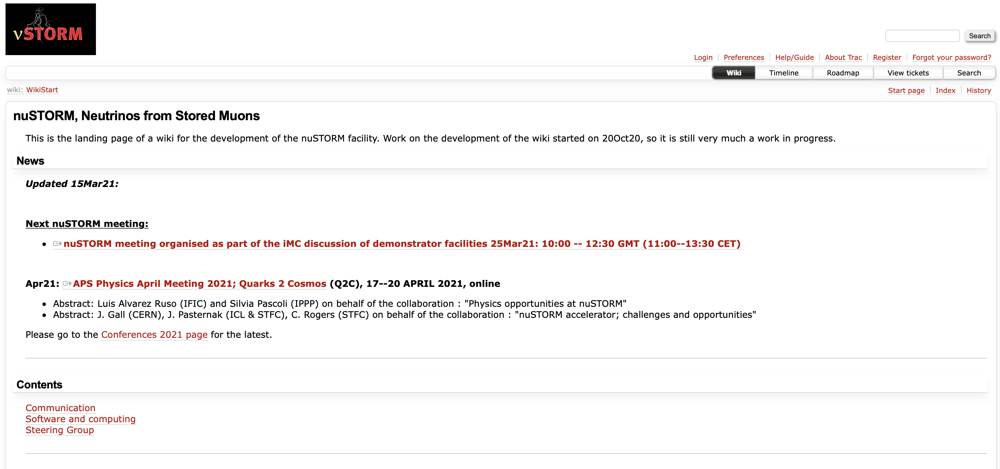 νSTORM
Search
Login Preferences Help/Guide About Trac Register Forgot your password?
Wiki Timeline Roadmap View tickets Search
wiki: WikiStart
Start page Index History
nuSTORM, Neutrinos from Stored Muons
This is the landing page of a wiki for the development of the nuSTORM facility. Work on the development of the wiki started on 20Oct20, so it is still very much a work in progress.
News
Updated 15Mar21:
Next nuSTORM meeting:
• nuSTORM meeting organised as part of the iMC discussion of demonstrator facilities 25Mar21: 10:00 -- 12:30 GMT (11:00--13:30 CET)
Apr21: APS Physics April Meeting 2021; Quarks 2 Cosmos (Q2C), 17--20 APRIL 2021, online
• Abstract: Luis Alvarez Ruso (IFIC) and Silvia Pascoli (IPPP) on behalf of the collaboration : "Physics opportunities at nuSTORM"
• Abstract: J. Gall (CERN), J. Pasternak (ICL & STFC), C. Rogers (STFC) on behalf of the collaboration : "nuSTORM accelerator; challenges and opportunities"
Please go to the Conferences 2021 page for the latest.
Contents
Communication
Software and computing
Steering Group